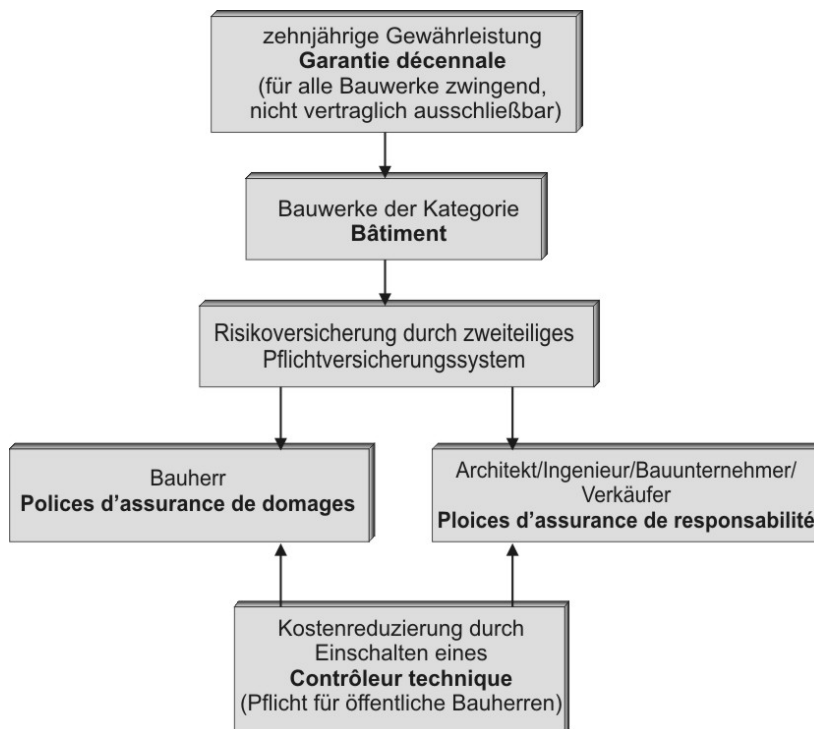 zehnjährige Gewährleistung
Garantie décennale
(für alle Bauwerke zwingend,
nicht vertraglich ausschließbar)
Bauwerke der Kategorie
Bâtiment
Risikoversicherung durch zweiteiliges
Pflichtversicherungssystem
Bauherr
Polices d’assurance de domages
Architekt/Ingenieur/Bauunternehmer/
Verkäufer
Ploices d’assurance de responsabilité
Kostenreduzierung durch
Einschalten eines
Contrôleur technique
(Pflicht für öffentliche Bauherren)